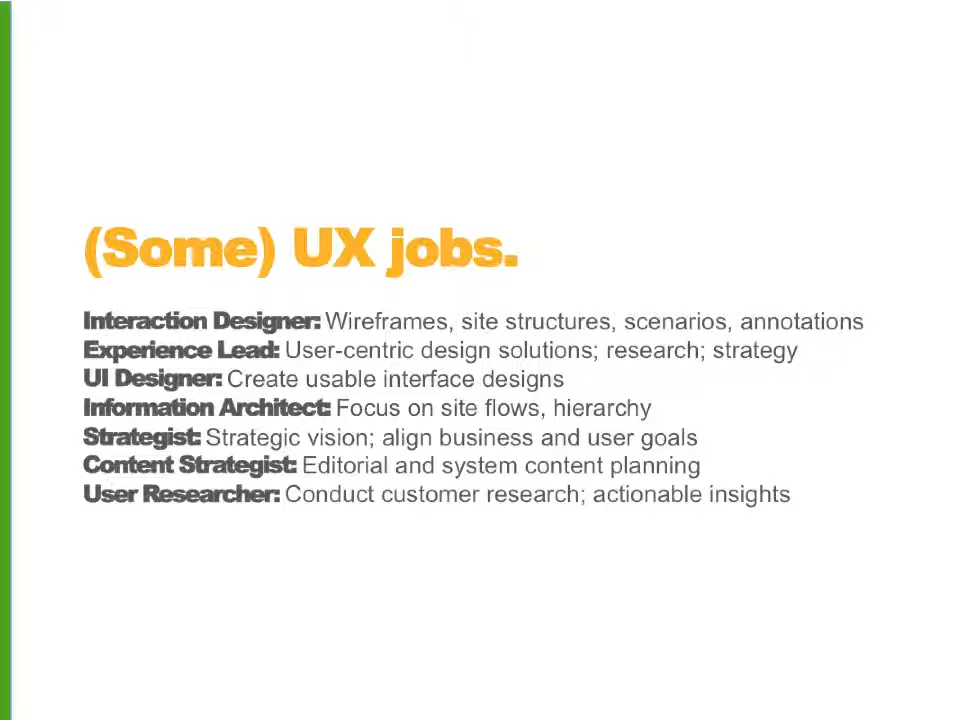 (Some) UX jobs.
Interaction Designer: Wireframes, site structures, scenarios, annotations
Experience Lead: User-centric design solutions; research; strategy
UI Designer: Create usable interface designs
Information Architect: Focus on site flows, hierarchy
Strategist: Strategic vision; align business and user goals
Content Strategist: Editorial and system content planning
User Researcher: Conduct customer research; actionable insights